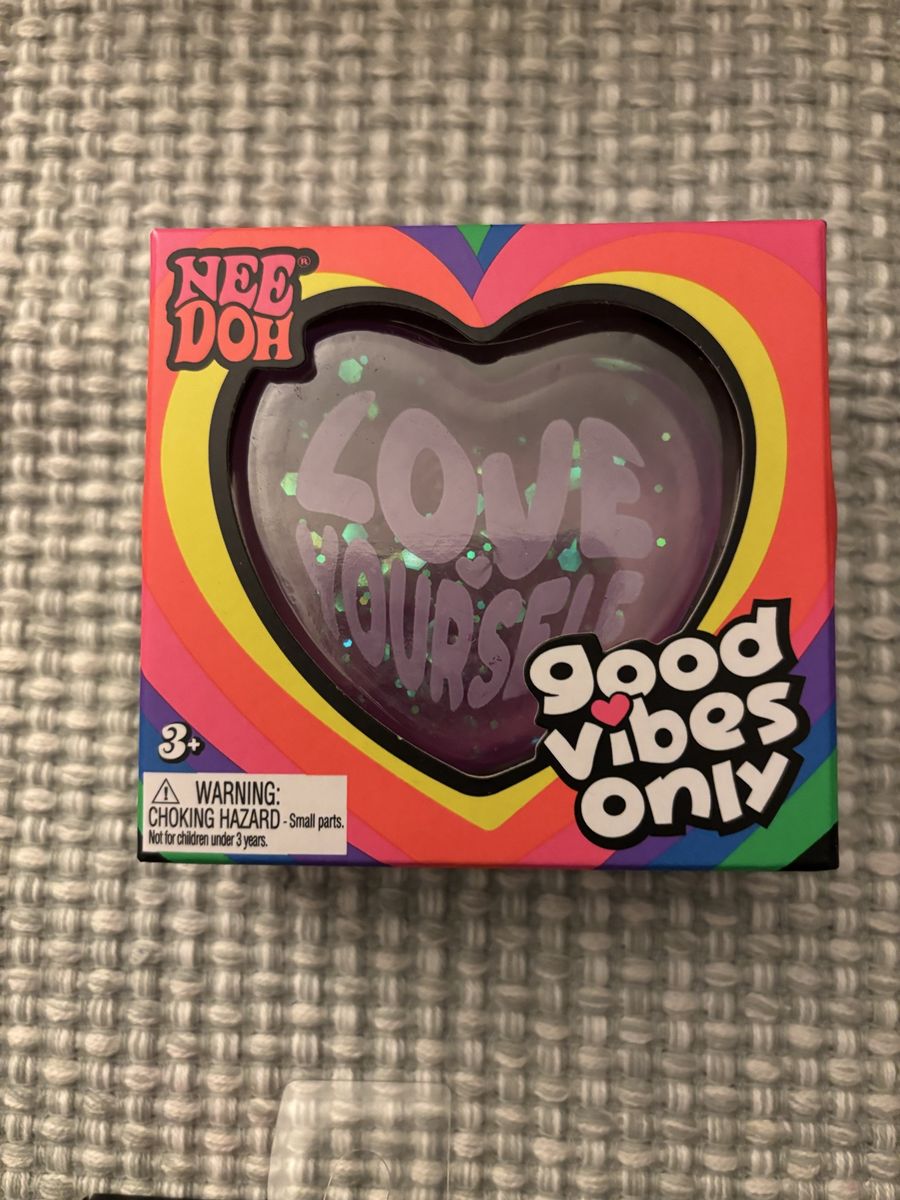 NEE®
DOH
LOVE
YOURSELF
good
vibes
only
3+
WARNING:
CHOKING HAZARD - Small parts.
Not for children under 3 years.